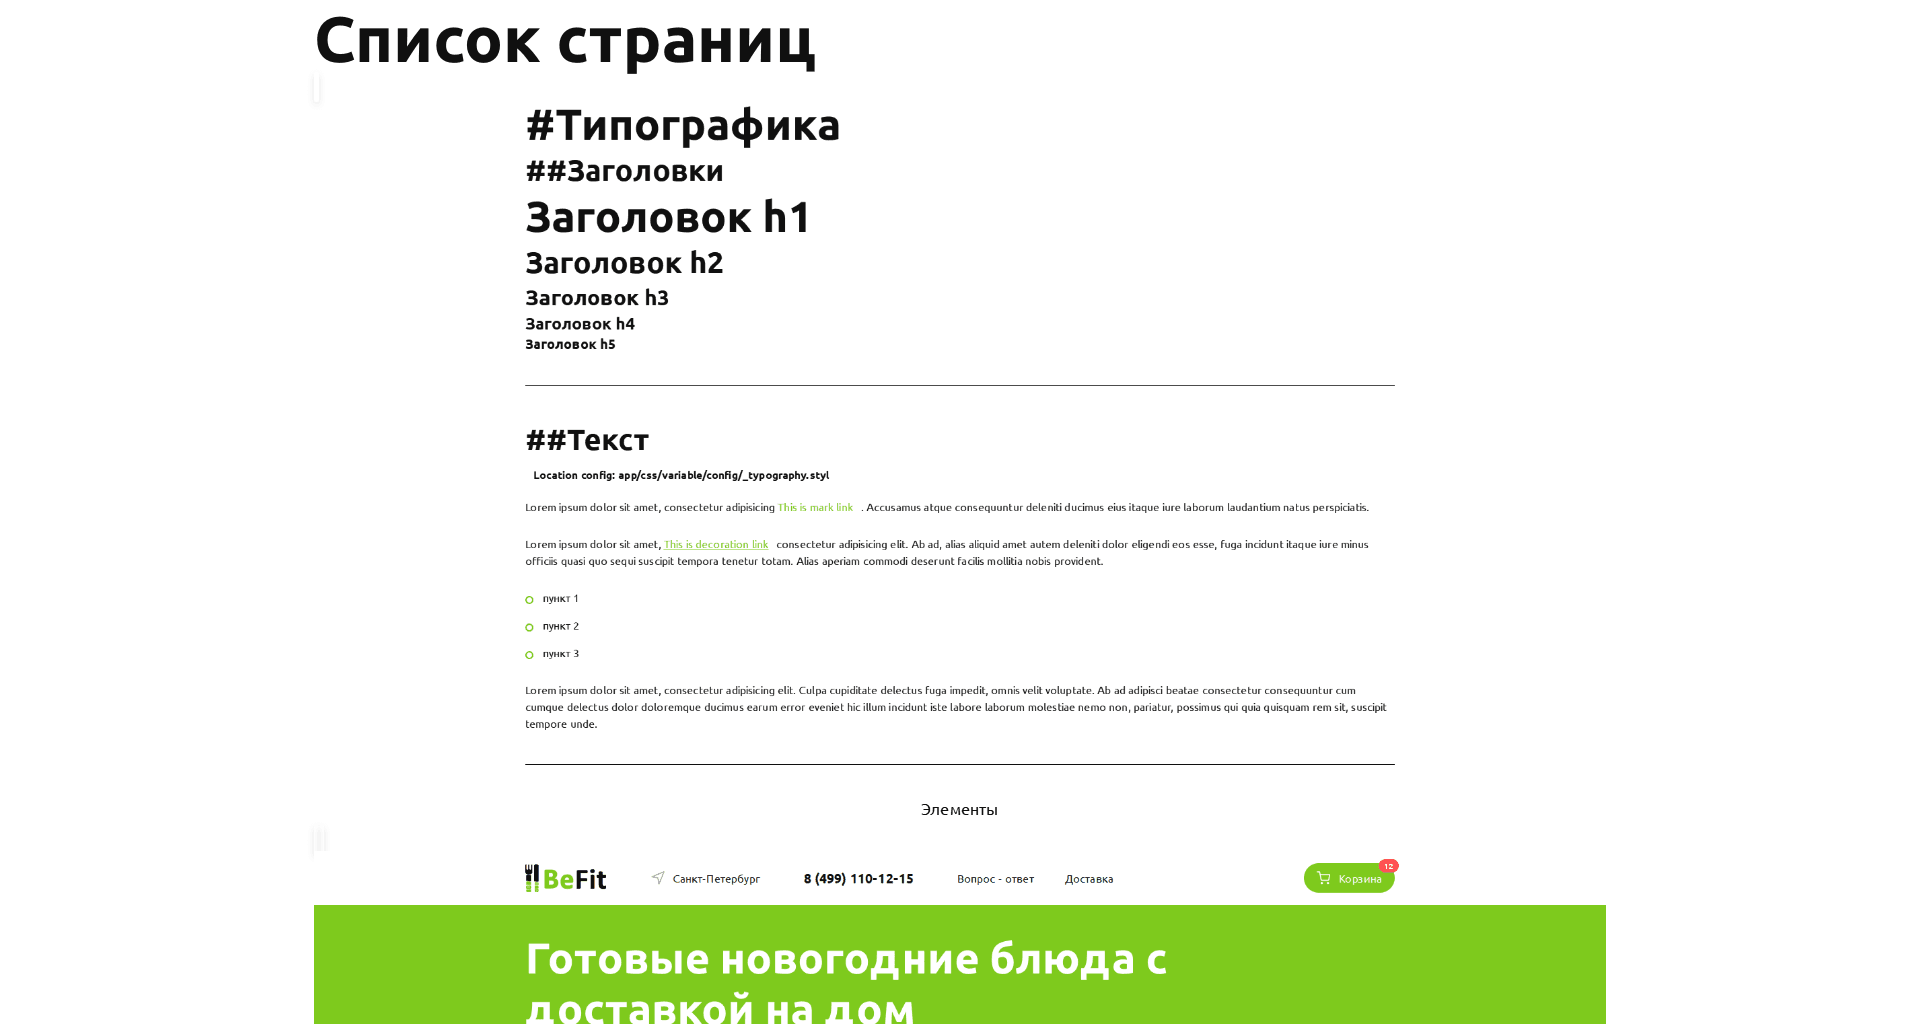 Список страниц
#Типографика
##Заголовки
Заголовок h1
Заголовок h2
Заголовок h3
Заголовок h4
Заголовок h5
##Текст
Location config: app/css/variable/config/_typography.styl
Lorem ipsum dolor sit amet, consectetur adipisicing This is mark link . Accusamus atque consequuntur deleniti ducimus eius itaque iure laborum laudantium natus perspiciatis.
Lorem ipsum dolor sit amet, This is decoration link consectetur adipisicing elit. Ab ad, alias aliquid amet autem deleniti dolor eligendi eos esse, fuga incidunt itaque iure minus
officiis quasi quo sequi suscipit tempora tenetur totam. Alias aperiam commodi deserunt facilis mollitia nobis provident.
пункт 1
пункт 2
пункт 3
Lorem ipsum dolor sit amet, consectetur adipisicing elit. Culpa cupiditate delectus fuga impedit, omnis velit voluptate. Ab ad adipisci beatae consectetur consequuntur cum
cumque delectus dolor doloremque ducimus earum error eveniet hic illum incidunt iste labore laborum molestiae nemo non, pariatur, possimus qui quia quisquam rem sit, suscipit
tempore unde.
Элементы
BeFit Санкт-Петербург 8 (499) 110-12-15 Вопрос - ответ Доставка Корзина 12
Готовые новогодние блюда с
доставкой на дом